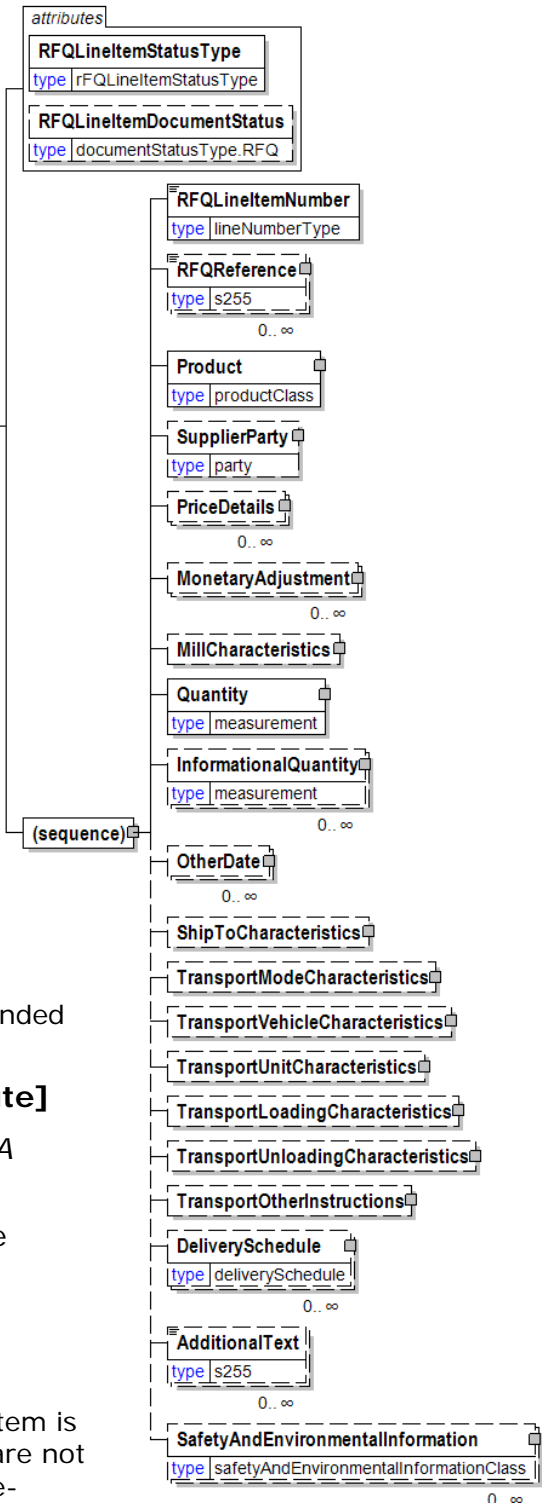 attributes
RFQLineItemStatusType
type rFQLineItemStatusType
RFQLineItemDocumentStatus
type documentStatusType.RFQ
RFQLineItemNumber
type lineNumberType
RFQReference
type s255
0.. ∞
Product
type productClass
SupplierParty
type party
PriceDetails
0.. ∞
MonetaryAdjustment
0.. ∞
MillCharacteristics
Quantity
type measurement
InformationalQuantity
type measurement
0.. ∞
(sequence)
OtherDate
0.. ∞
ShipToCharacteristics
TransportModeCharacteristics
nded
TransportVehicleCharacteristics
TransportUnitCharacteristics
te]
TransportLoadingCharacteristics
A
TransportUnloadingCharacteristics
TransportOtherInstructions
e
DeliverySchedule
type deliverySchedule
0.. ∞
AdditionalText
type s255
0.. ∞
tem is
are not
SafetyAndEnvironmentalInformation
type safetyAndEnvironmentalInformationClass
e-
0.. ∞